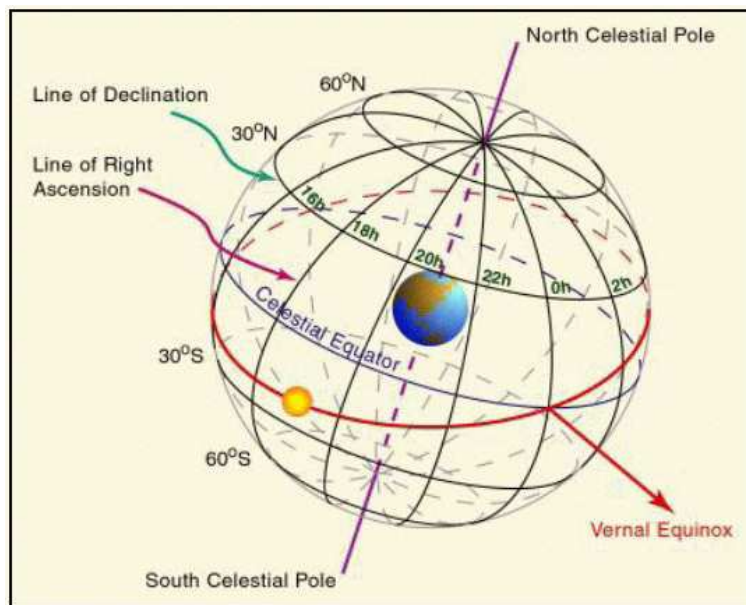 North Celestial Pole
60°N
Line of Declination
30°N
Line of Right
Ascension
16h
18h
20h
22h
0h
2h
Celestial Equator
30°S
60°S
Vernal Equinox
South Celestial Pole